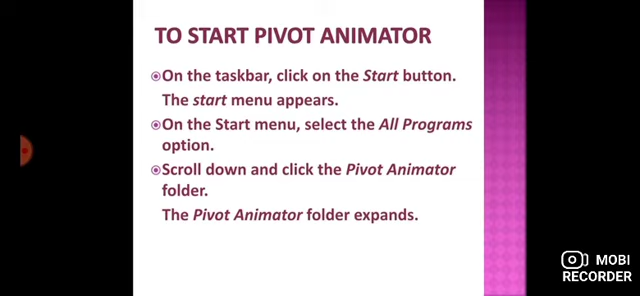 TO START PIVOT ANIMATOR
On the taskbar, click on the Start button.
The start menu appears.
On the Start menu, select the All Programs
option.
Scroll down and click the Pivot Animator
folder.
The Pivot Animator folder expands.
MOBI
RECORDER